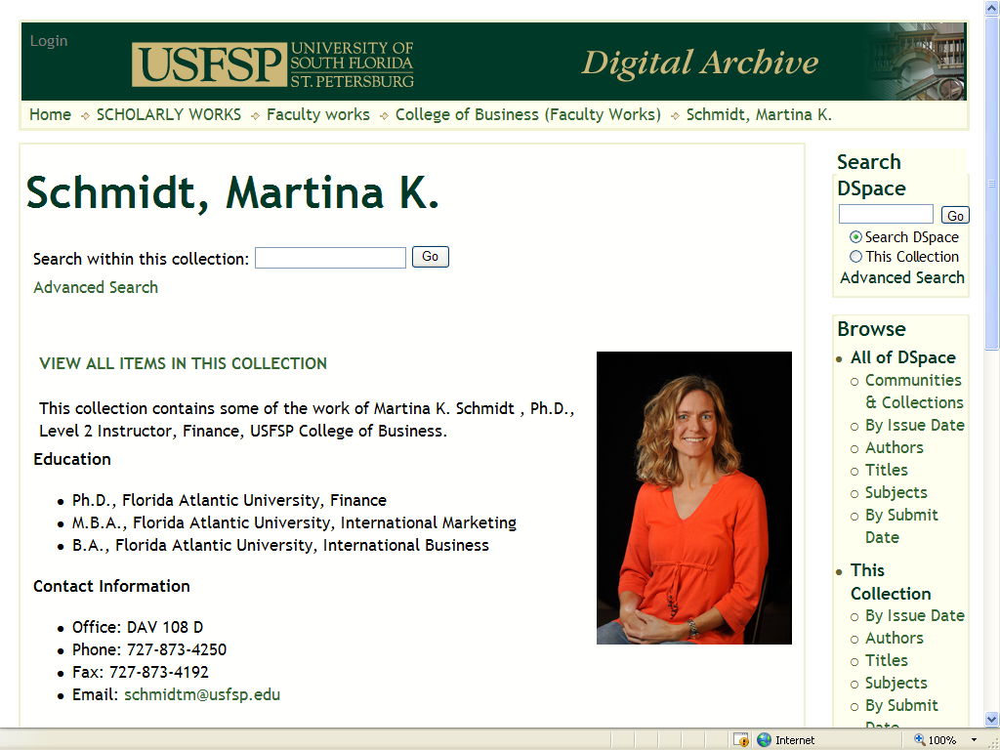 Login
USFSP UNIVERSITY OF
SOUTH FLORIDA
ST. PETERSBURG
Digital Archive
Home SCHOLARLY WORKS Faculty works College of Business (Faculty Works) Schmidt, Martina K.
Schmidt, Martina K.
Search within this collection: Go
Advanced Search
VIEW ALL ITEMS IN THIS COLLECTION
This collection contains some of the work of Martina K. Schmidt , Ph.D.,
Level 2 Instructor, Finance, USFSP College of Business.
Education
Ph.D., Florida Atlantic University, Finance
M.B.A., Florida Atlantic University, International Marketing
B.A., Florida Atlantic University, International Business
Contact Information
Office: DAV 108 D
Phone: 727-873-4250
Fax: 727-873-4192
Email: schmidtm@usfsp.edu
Search
DSpace
Go
Search DSpace
This Collection
Advanced Search
Browse
All of DSpace
Communities
& Collections
By Issue Date
Authors
Titles
Subjects
By Submit
Date
This
Collection
By Issue Date
Authors
Titles
Subjects
By Submit
Date
Internet
100%